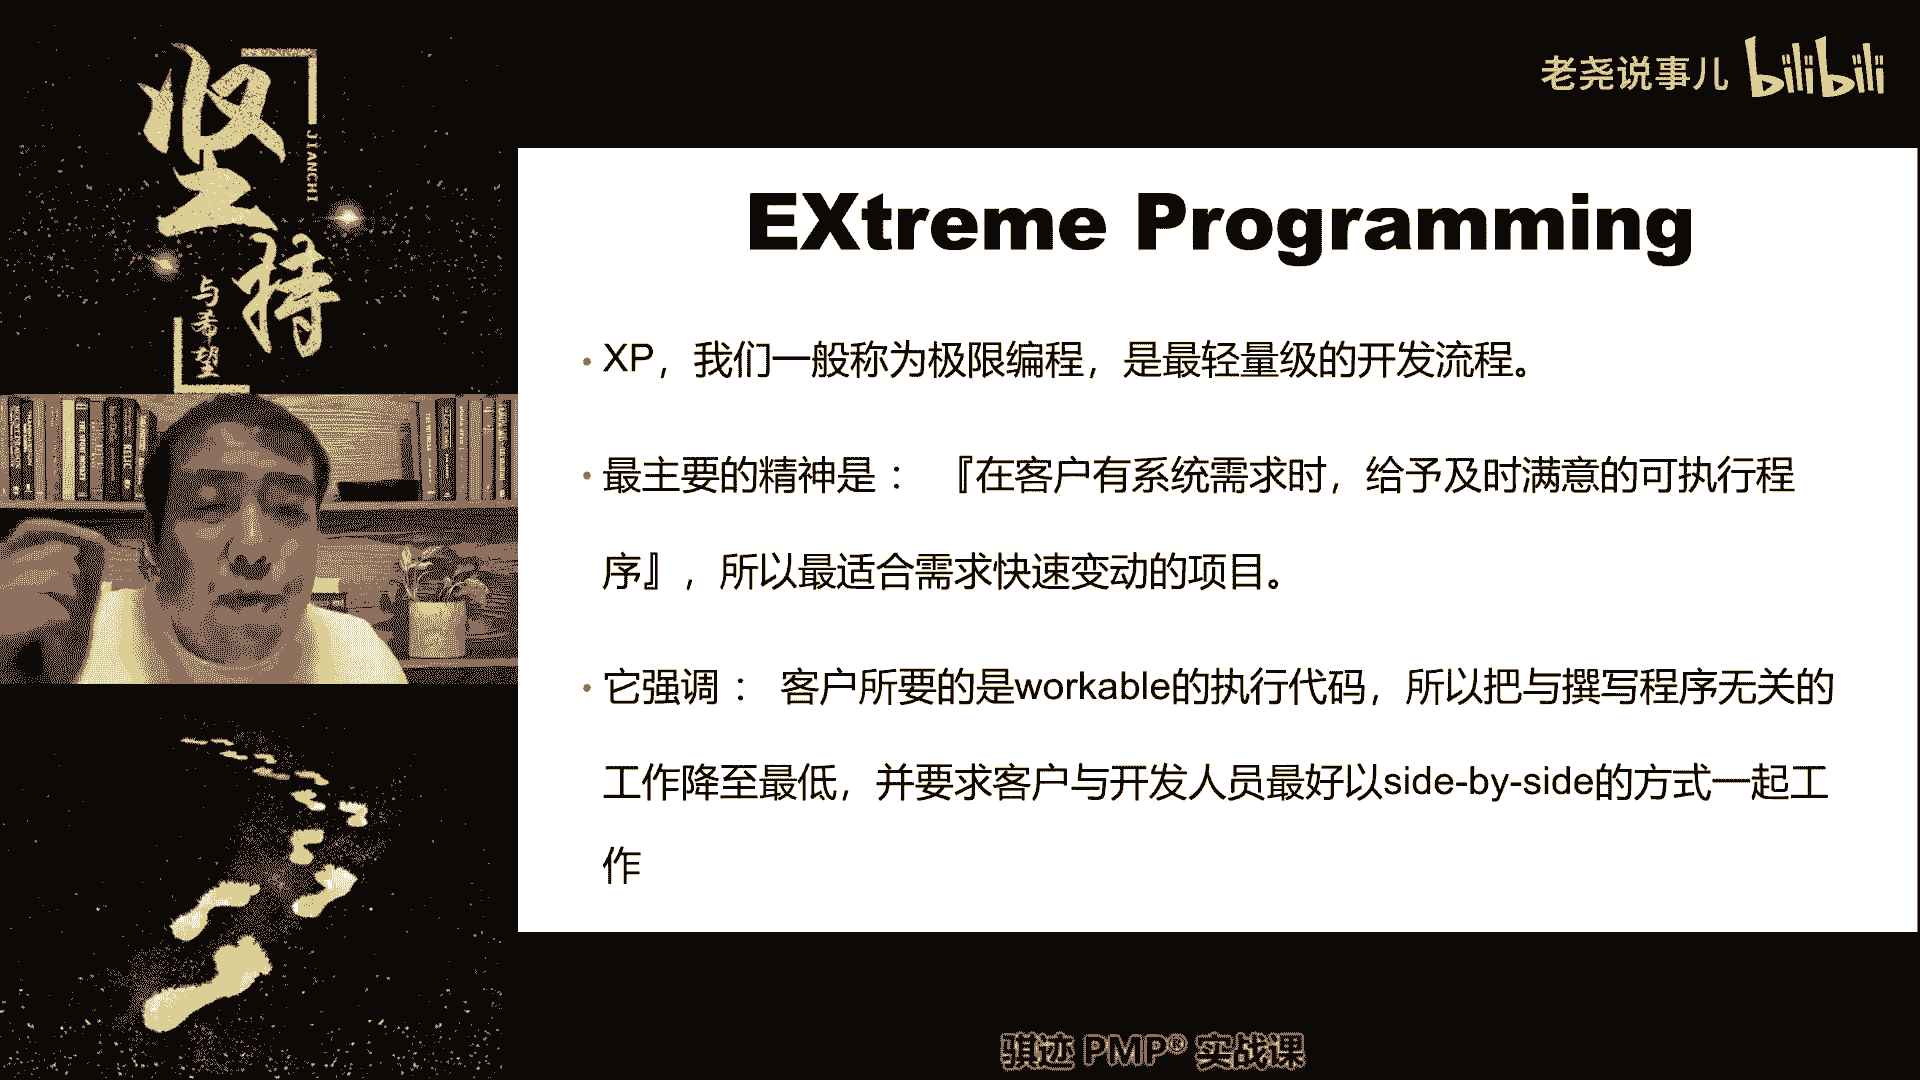 坚持
JIANCHI
与希望
老尧说事儿 bilibili
EXtreme Programming
• XP，我们一般称为极限编程，是最轻量级的开发流程。
• 最主要的精神是： 『在客户有系统需求时，给予及时满意的可执行程
序』，所以最适合需求快速变动的项目。
• 它强调： 客户所要的是workable的执行代码，所以把与撰写程序无关的
工作降至最低，并要求客户与开发人员最好以side-by-side的方式一起工
作
骐迹 PMP® 实战课